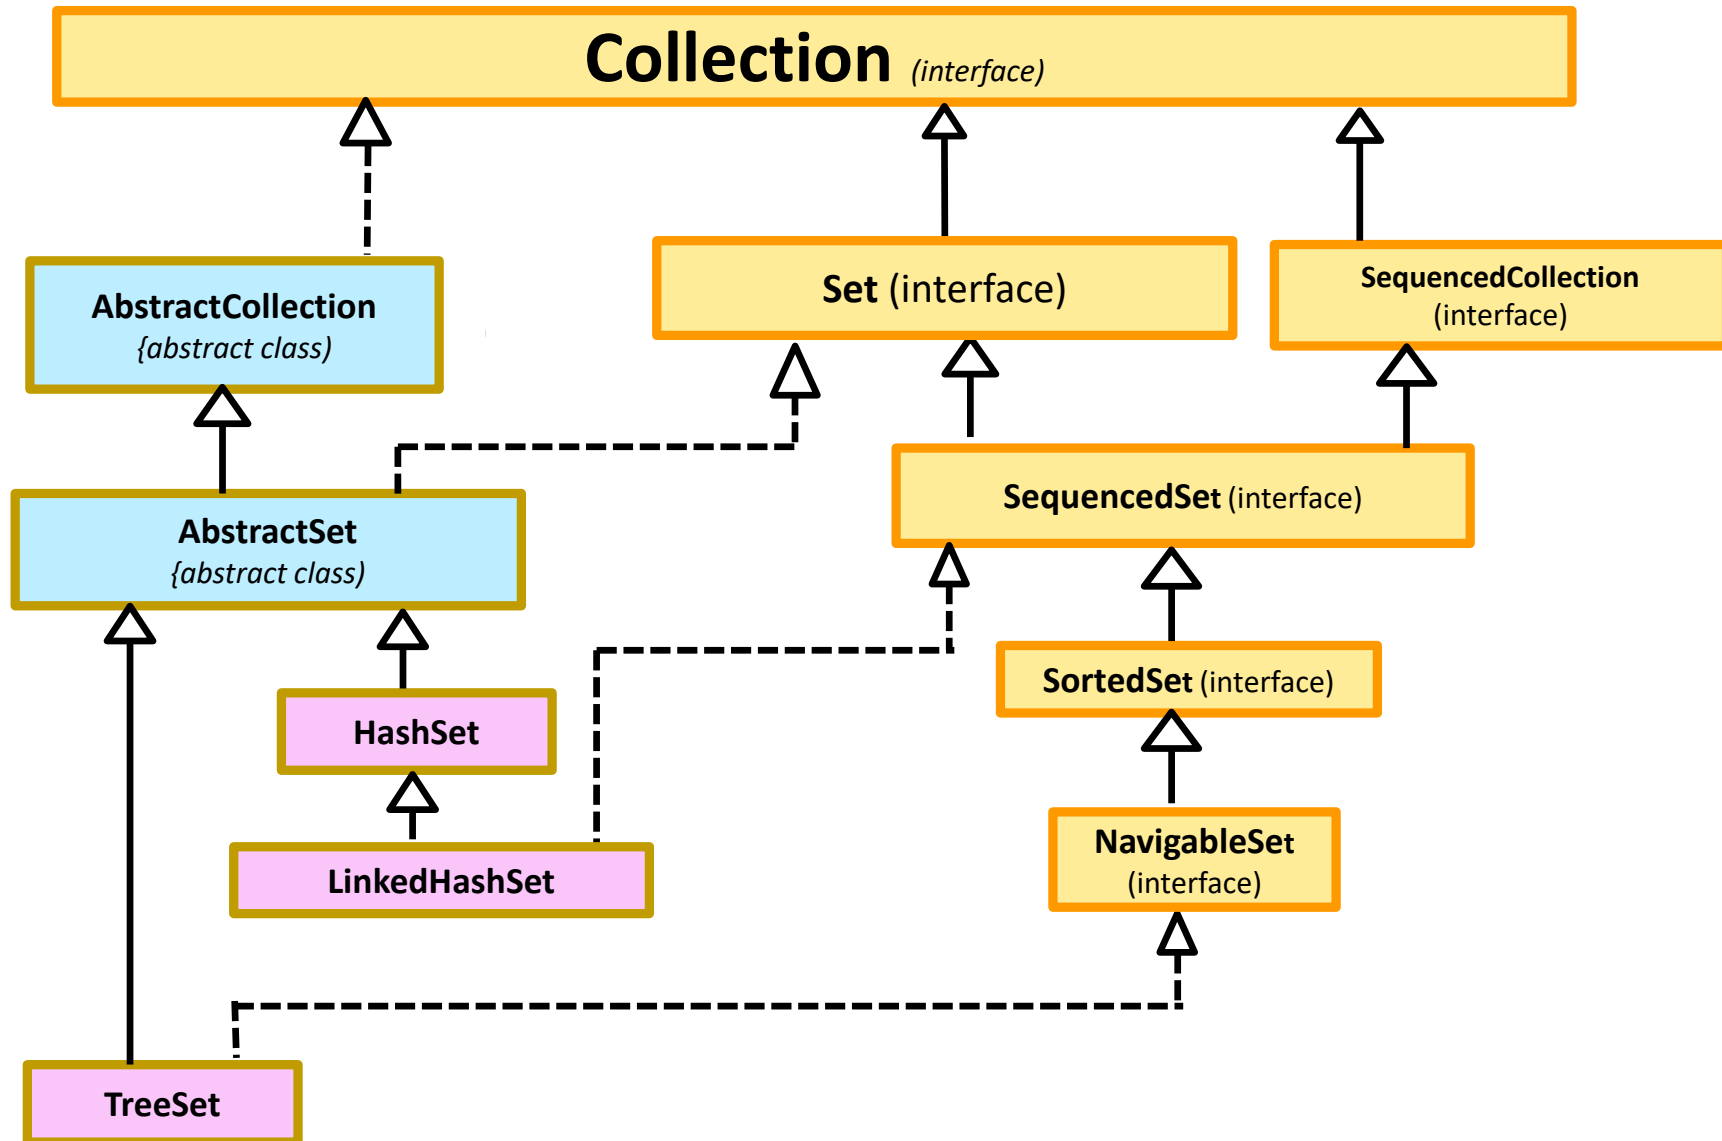 Collection (interface)
Set (interface)
SequencedCollection
(interface)
AbstractCollection
{abstract class)
SequencedSet (interface)
AbstractSet
{abstract class)
SortedSet (interface)
HashSet
NavigableSet
(interface)
LinkedHashSet
TreeSet